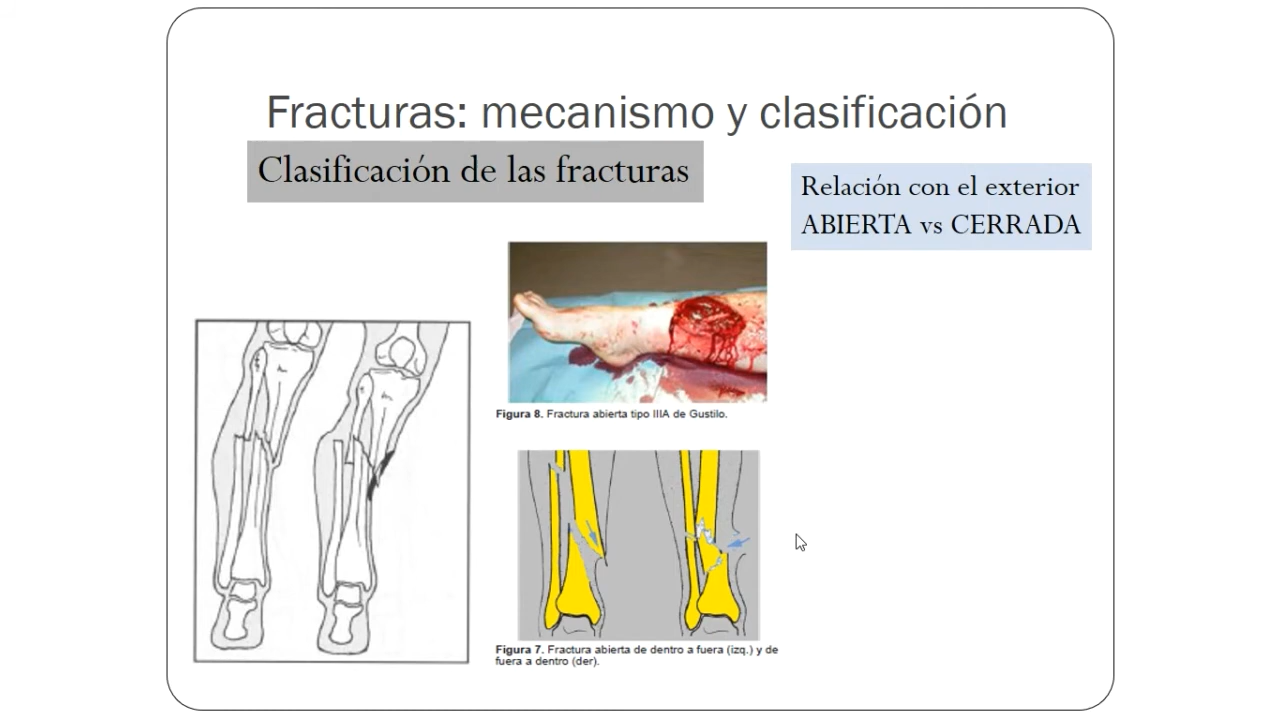 Fracturas: mecanismo y clasificación
Clasificación de las fracturas
Relación con el exterior
ABIERTA vs CERRADA
Figura 8. Fractura abierta tipo IIIA de Gustilo.
Figura 7. Fractura abierta de dentro a fuera (izq.) y de
fuera a dentro (der).